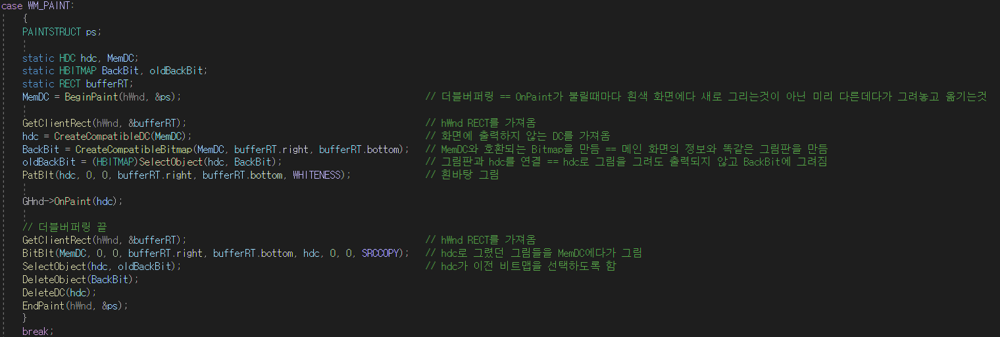 case WM_PAINT:
{
PAINTSTRUCT ps;
static HDC hdc, MemDC;
static HBITMAP BackBit, oldBackBit;
static RECT bufferRT;
MemDC = BeginPaint(hWnd, &ps); // 더블버퍼링 == OnPaint가 불릴때마다 흰색 화면에다 새로 그리는것이 아닌 미리 다른데다가 그려놓고 옮기는것
GetClientRect(hWnd, &bufferRT); // hWnd RECT를 가져옴
hdc = CreateCompatibleDC(MemDC); // 화면에 출력하지 않는 DC를 가져옴
BackBit = CreateCompatibleBitmap(MemDC, bufferRT.right, bufferRT.bottom); // MemDC와 호환되는 Bitmap을 만듬 == 메인 화면의 정보와 똑같은 그림판을 만듬
oldBackBit = (HBITMAP)SelectObject(hdc, BackBit); // 그림판과 hdc를 연결 == hdc로 그림을 그려도 출력되지 않고 BackBit에 그려짐
PatBlt(hdc, 0, 0, bufferRT.right, bufferRT.bottom, WHITENESS); // 흰바탕 그림
GHnd->OnPaint(hdc);
// 더블버퍼링 끝
GetClientRect(hWnd, &bufferRT); // hWnd RECT를 가져옴
BitBlt(MemDC, 0, 0, bufferRT.right, bufferRT.bottom, hdc, 0, 0, SRCCOPY); // hdc로 그렸던 그림들을 MemDC에다가 그림
SelectObject(hdc, oldBackBit); // hdc가 이전 비트맵을 선택하도록 함
DeleteObject(BackBit);
DeleteDC(hdc);
EndPaint(hWnd, &ps);
}
break;